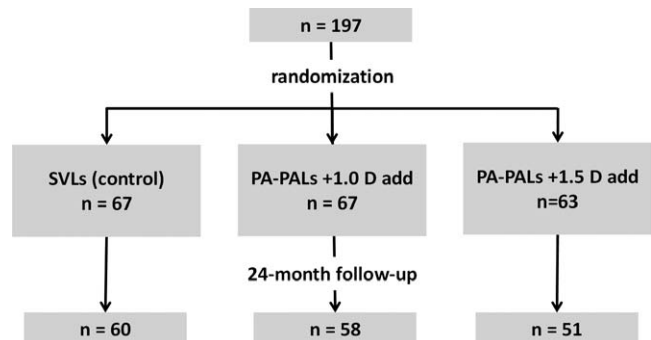 n = 197
randomization
SVLs (control)
n = 67
PA-PALs +1.0 D add
n = 67
PA-PALs +1.5 D add
n=63
24-month follow-up
n = 60
n = 58
n = 51